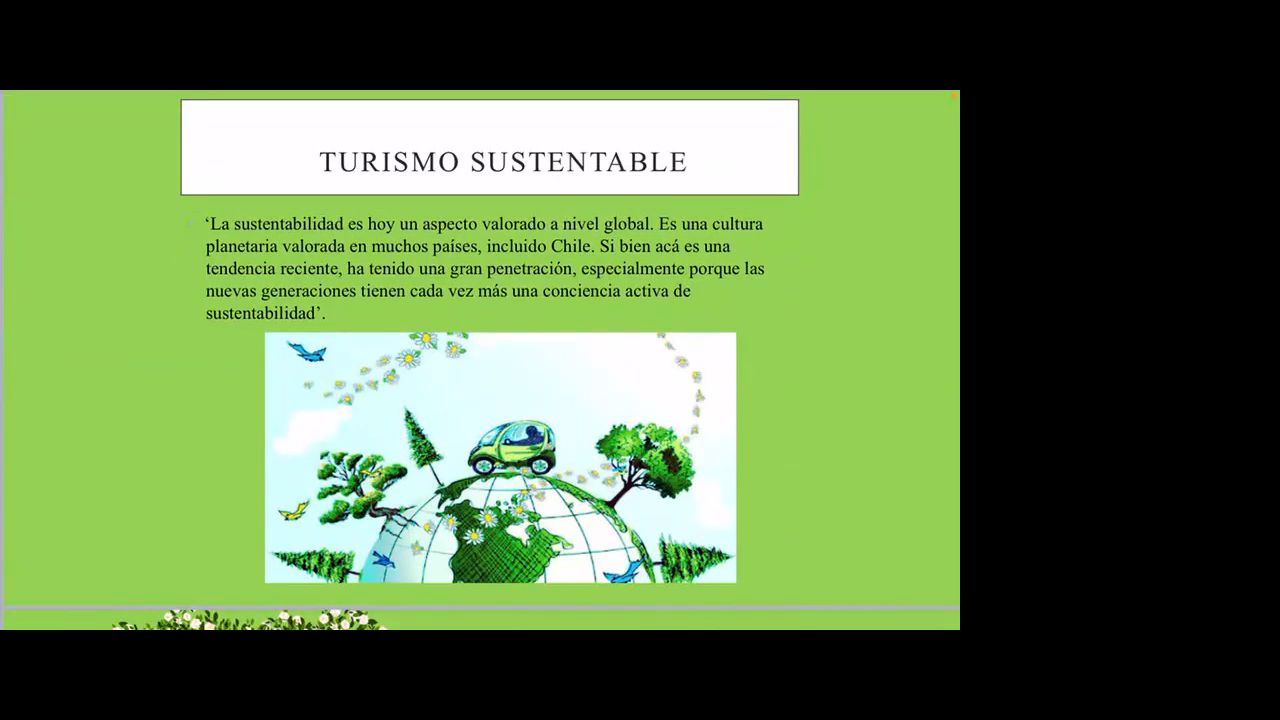 TURISMO SUSTENTABLE
‘La sustentabilidad es hoy un aspecto valorado a nivel global. Es una cultura
planetaria valorada en muchos países, incluido Chile. Si bien acá es una
tendencia reciente, ha tenido una gran penetración, especialmente porque las
nuevas generaciones tienen cada vez más una conciencia activa de
sustentabilidad’.